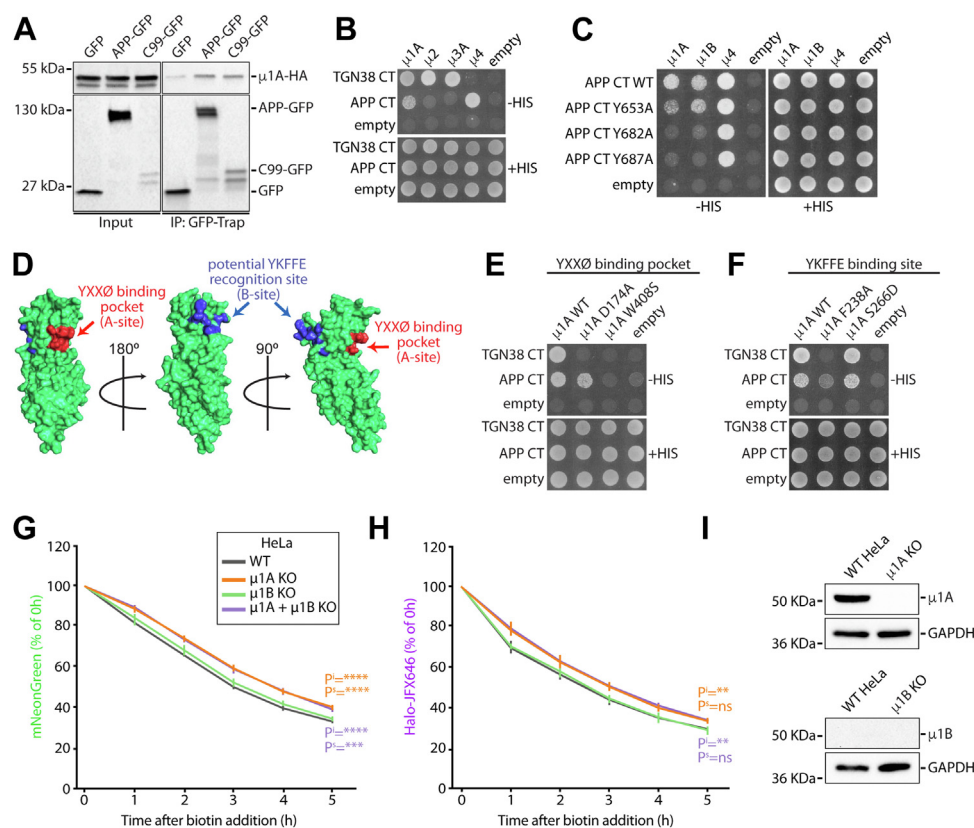 A
GFP
APP-GFP
C99-GFP
GFP
APP-GFP
C99-GFP
55 kDa
μ1A-HA
130 kDa
APP-GFP
C99-GFP
27 kDa
GFP
Input
IP: GFP-Trap
B
μ1A
μ2
μ3A
μ4
empty
TGN38 CT
APP CT
-HIS
empty
TGN38 CT
APP CT
+HIS
empty
C
μ1A
μ1B
μ4
empty
μ1A
μ1B
μ4
empty
APP CT WT
APP CT Y653A
APP CT Y682A
APP CT Y687A
empty
-HIS
+HIS
D
YXXØ binding
pocket
(A-site)
180º
potential YKFFE
recognition site
(B-site)
90º
YXXØ binding
pocket
(A-site)
E
YXXØ binding pocket
μ1A WT
μ1A D174A
μ1A W408S
empty
TGN38 CT
APP CT
-HIS
empty
TGN38 CT
APP CT
+HIS
empty
F
YKFFE binding site
μ1A WT
μ1A F238A
μ1A S266D
empty
TGN38 CT
APP CT
-HIS
empty
TGN38 CT
APP CT
+HIS
empty
G
mNeonGreen (% of 0h)
120
100
80
60
40
20
0
HeLa
WT
μ1A KO
μ1B KO
μ1A + μ1B KO
Pⁱ=****
Pˢ=****
Pⁱ=****
Pˢ=***
0 1 2 3 4 5
Time after biotin addition (h)
H
Halo-JFX646 (% of 0h)
120
100
80
60
40
20
0
Pⁱ=**
Pˢ=ns
Pⁱ=**
Pˢ=ns
0 1 2 3 4 5
Time after biotin addition (h)
I
WT HeLa
μ1A KO
50 KDa
μ1A
36 KDa
GAPDH
WT HeLa
μ1B KO
50 KDa
μ1B
36 KDa
GAPDH